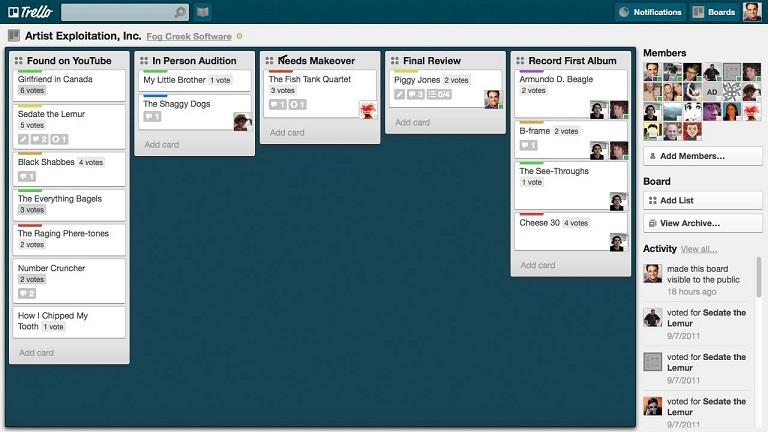 Trello
Notifications
Boards
Artist Exploitation, Inc. Fog Creek Software
Found on YouTube
Girlfriend in Canada
6 votes
Sedate the Lemur
5 votes
2 1
Black Shabbes 4 votes
1
The Everything Bagels
3 votes
The Raging Phere-tones
2 votes
Number Cruncher
2 votes
2
How I Chipped My
Tooth 1 vote
Add card
In Person Audition
My Little Brother 1 vote
The Shaggy Dogs
1
Add card
Needs Makeover
The Fish Tank Quartet
3 votes
1 1
Add card
Final Review
Piggy Jones 2 votes
3 0/4
Add card
Record First Album
Armundo D. Beagle
2 votes
B-frame 2 votes
1
The See-Throughs
1 vote
Cheese 30 4 votes
Add card
Members
AD
Add Members...
Board
Add List
View Archive...
Activity View all...
made this board
visible to the public
18 hours ago
voted for Sedate the
Lemur
9/7/2011
voted for Sedate the
Lemur
9/7/2011
voted for Sedate the
Lemur